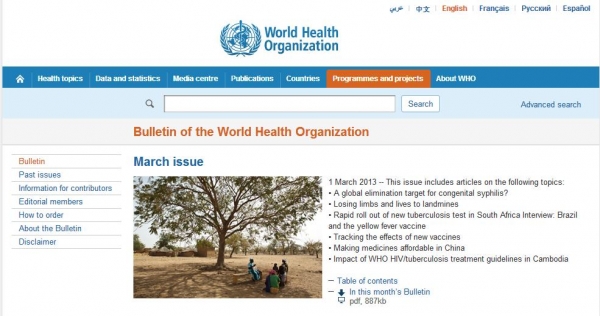 عربي
中文
English
Français
Русский
Español
World Health
Organization
Health topics
Data and statistics
Media centre
Publications
Countries
Programmes and projects
About WHO
Search
Advanced search
Bulletin of the World Health Organization
Bulletin
Past issues
Information for contributors
Editorial members
How to order
About the Bulletin
Disclaimer
March issue
1 March 2013 – This issue includes articles on the following topics:
• A global elimination target for congenital syphilis?
• Losing limbs and lives to landmines
• Rapid roll out of new tuberculosis test in South Africa Interview: Brazil
and the yellow fever vaccine
• Tracking the effects of new vaccines
• Making medicines affordable in China
• Impact of WHO HIV/tuberculosis treatment guidelines in Cambodia
– Table of contents
– In this month's Bulletin
pdf, 887kb